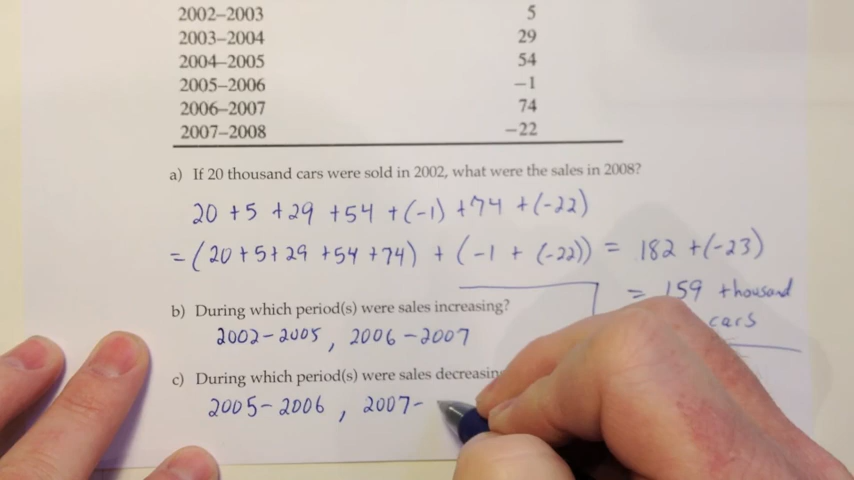 2002–2003 5
2003–2004 29
2004–2005 54
2005–2006 −1
2006–2007 74
2007–2008 −22
a) If 20 thousand cars were sold in 2002, what were the sales in 2008?
20 + 5 + 29 + 54 + (-1) + 74 + (-22)
= (20 + 5 + 29 + 54 + 74) + (-1 + (-22)) = 182 + (-23)
= 159 thousand
cars
b) During which period(s) were sales increasing?
2002-2005, 2006-2007
c) During which period(s) were sales
2005-2006, 2007-